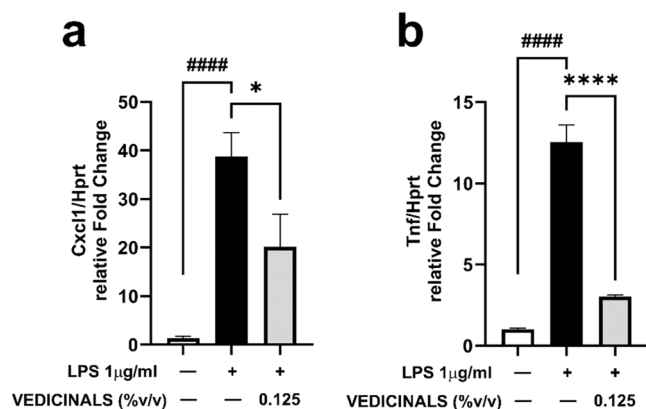 a
#### *
Cxcl1/Hprt
relative Fold Change
50
40
30
20
10
0
LPS 1μg/ml — + +
VEDICINALS (%v/v) — — 0.125
b
#### ****
Tnf/Hprt
relative Fold Change
15
10
5
0
LPS 1μg/ml — + +
VEDICINALS (%v/v) — — 0.125